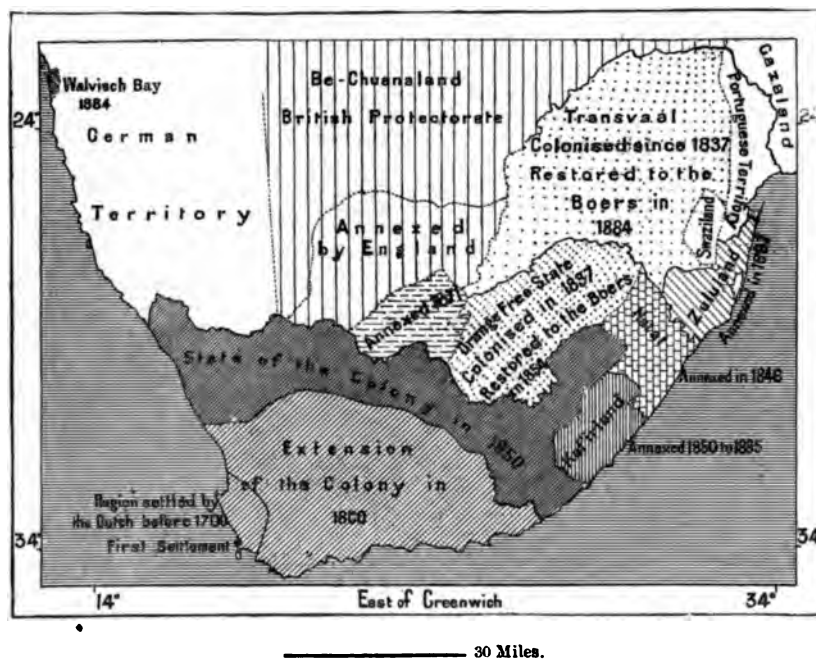 Walvisch Bay
1884
German
Territory
Be-Chuanaland
British Protectorate
Annexed
by England
Transvaal
Colonised since 1837
Restored to the
Boers in
1884
Gazaland
Portuguese Territory
Swaziland
Zululand
Annexed in
Annexed 1871
Orange Free State
Colonised in 1837
Restored to the Boers
in 1854
Natal
Annexed in 1846
Kafirland
Annexed 1850 to 1885
State of the Colony in 1850
Extension
of the Colony in
1800
Region settled by
the Dutch before 1700
First Settlement
24°
34°
34°
14°
East of Greenwich
34°
30 Miles.